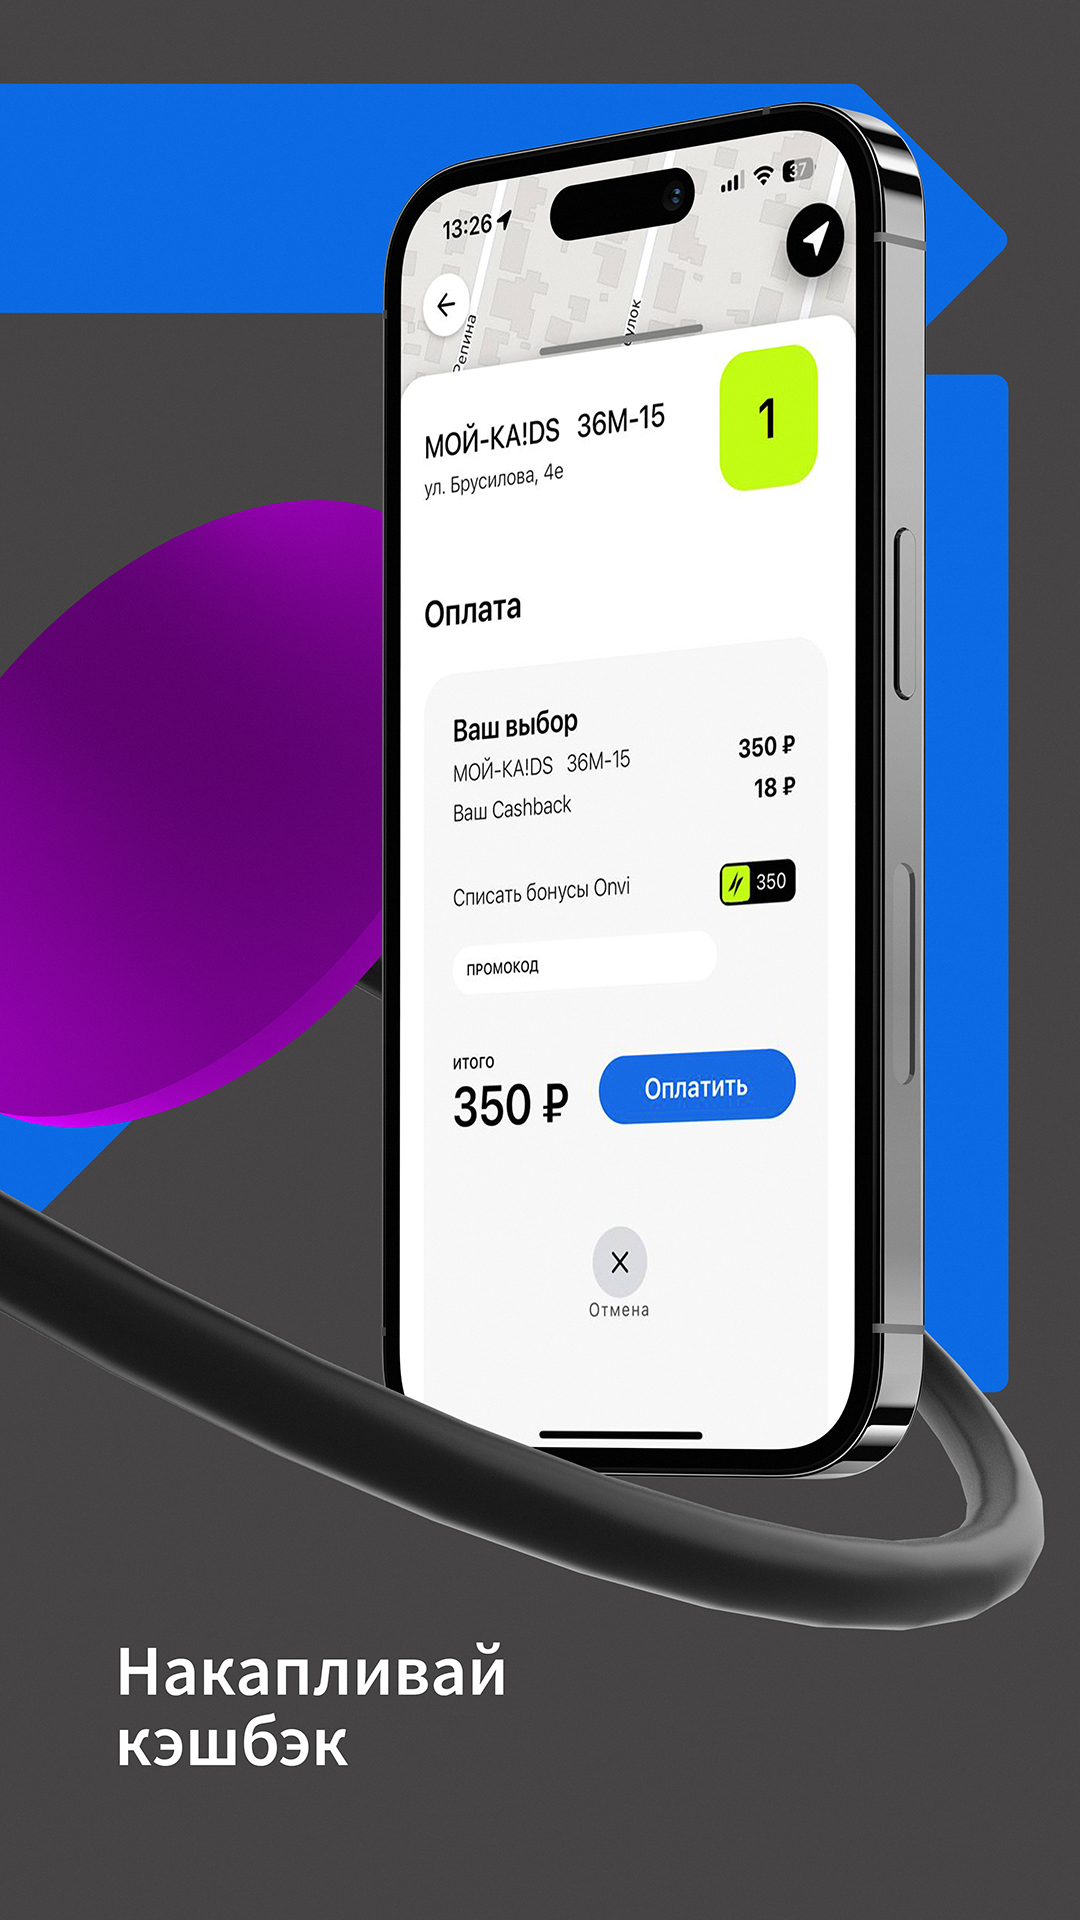 13:26
37
Репина
МОЙ-KA!DS 36М-15
1
ул. Брусилова, 4е
Оплата
Ваш выбор
МОЙ-KA!DS 36М-15
350 ₽
Ваш Cashback
18 ₽
Списать бонусы Onvi
350
ПРОМОКОД
ИТОГО
350 ₽
Оплатить
Отмена
Накапливай
кэшбэк